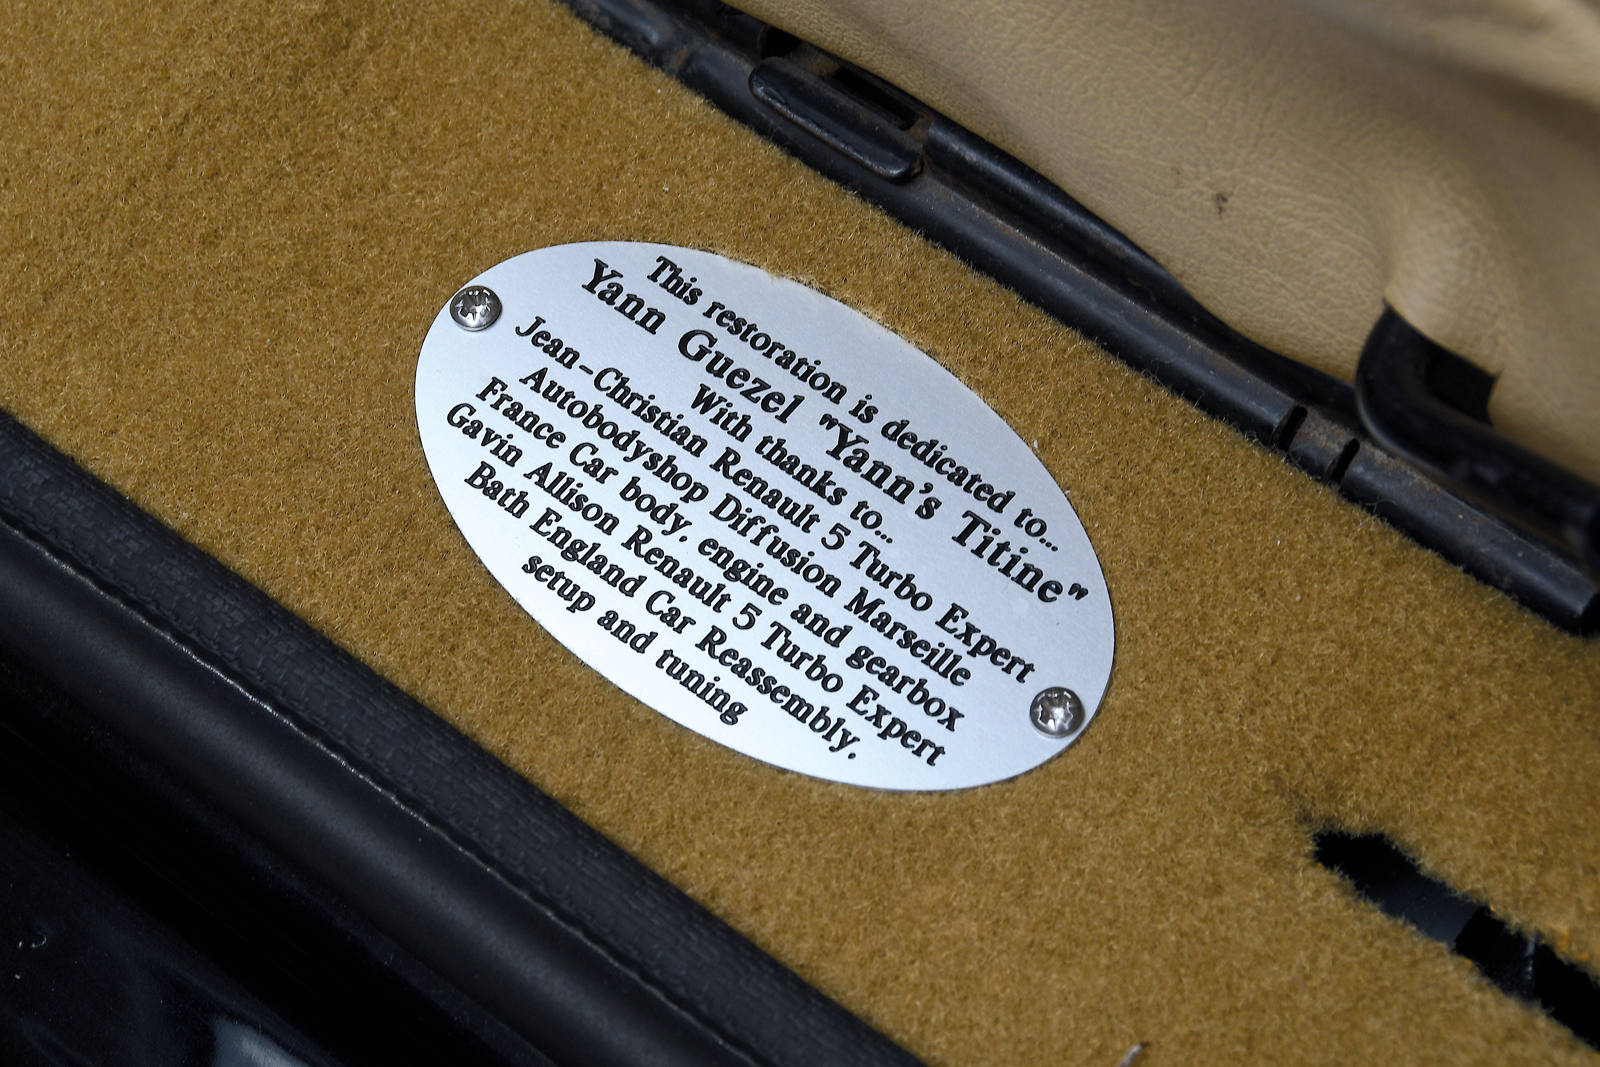 This restoration is dedicated to...
Yann Guezel "Yann's Titine"
With thanks to...
Jean-Christian Renault 5 Turbo Expert
Autobodyshop Diffusion Marseille
France Car body, engine and gearbox
Gavin Allison Renault 5 Turbo Expert
Bath England Car Reassembly,
setup and tuning